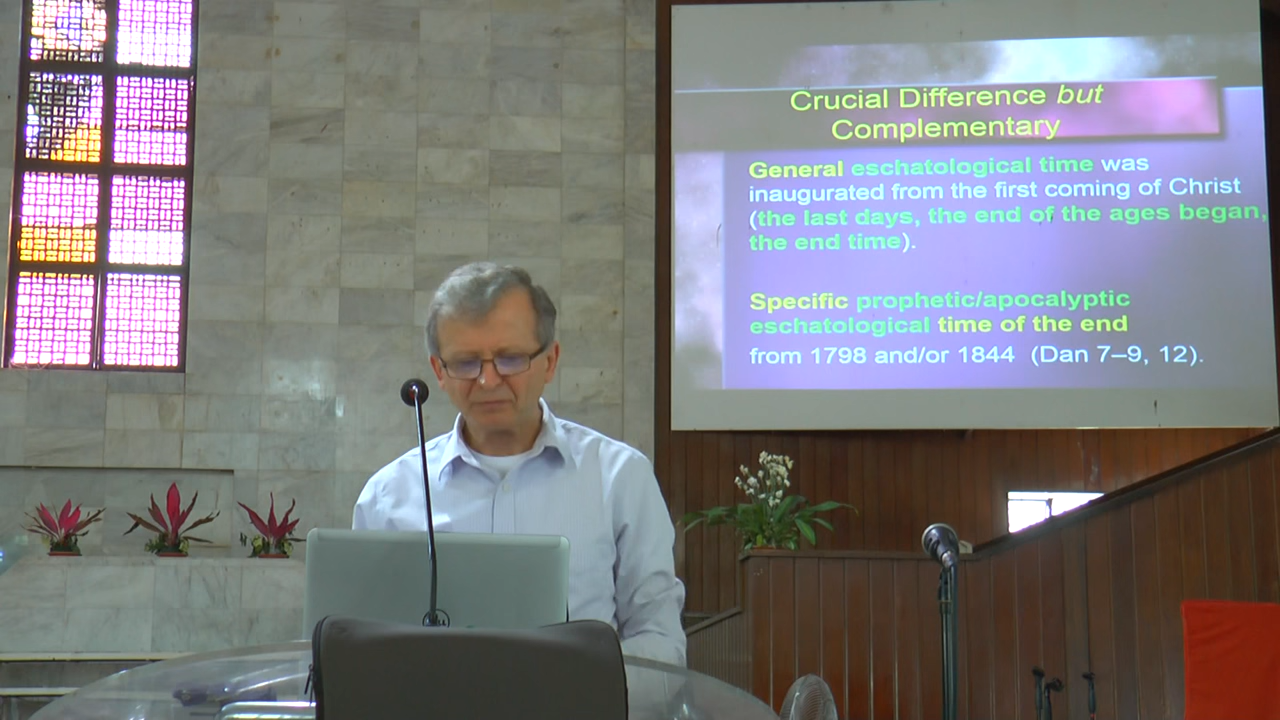 Crucial Difference but
Complementary
General eschatological time was
inaugurated from the first coming of Christ
(the last days, the end of the ages began,
the end time).
Specific prophetic/apocalyptic
eschatological time of the end
from 1798 and/or 1844 (Dan 7–9, 12).